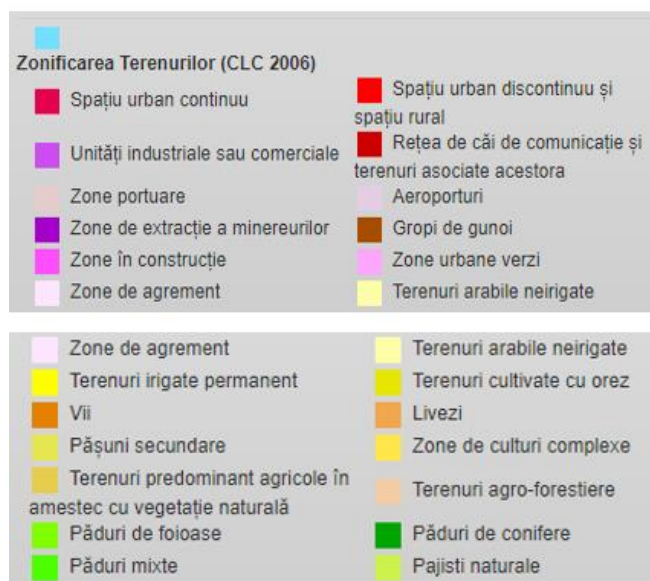 Zonificarea Terenurilor (CLC 2006)
Spațiu urban continuu
Spațiu urban discontinuu și
spațiu rural
Unități industriale sau comerciale
Rețea de căi de comunicație și
terenuri asociate acestora
Zone portuare
Aeroporturi
Zone de extracție a minereurilor
Gropi de gunoi
Zone în construcție
Zone urbane verzi
Zone de agrement
Terenuri arabile neirigate
Zone de agrement
Terenuri arabile neirigate
Terenuri irigate permanent
Terenuri cultivate cu orez
Vii
Livezi
Pășuni secundare
Zone de culturi complexe
Terenuri predominant agricole în
amestec cu vegetație naturală
Terenuri agro-forestiere
Păduri de foioase
Păduri de conifere
Păduri mixte
Pajisti naturale